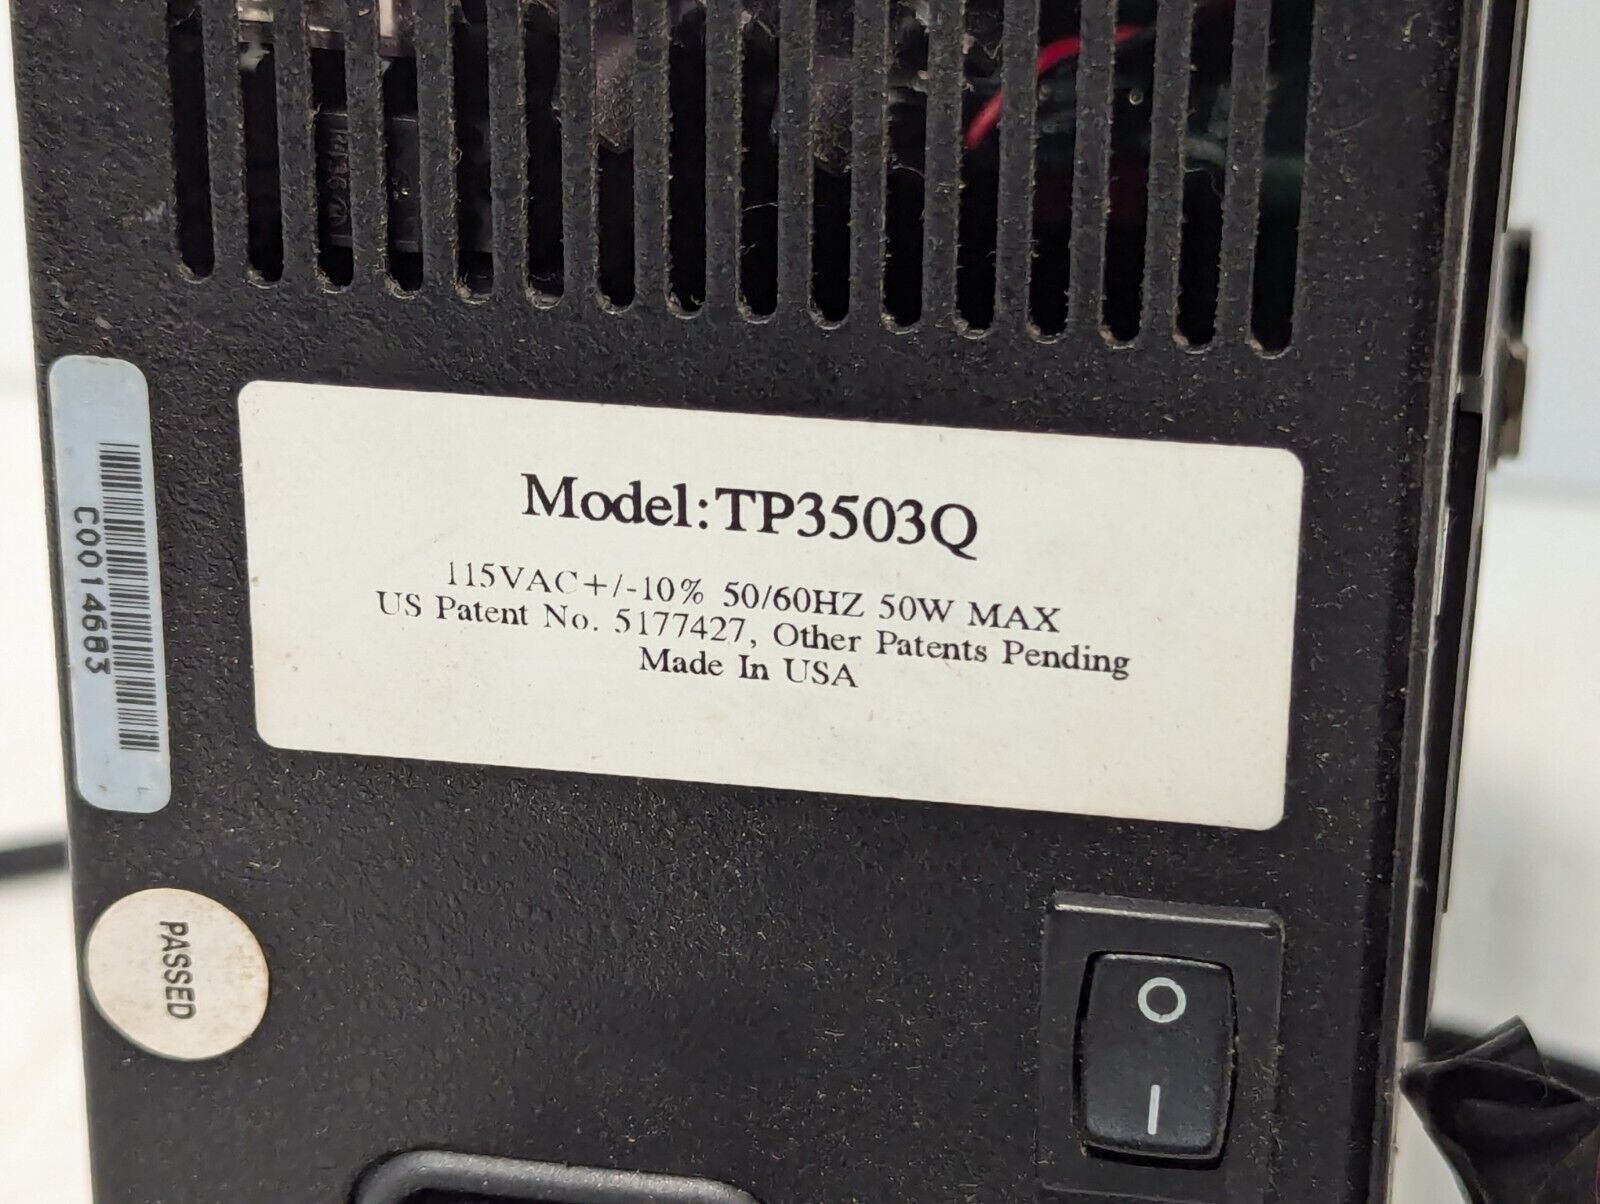 Model:TP3503Q
115VAC+/-10% 50/60HZ 50W MAX
US Patent No. 5177427, Other Patents Pending
Made In USA
C0014683
PASSED
O
I